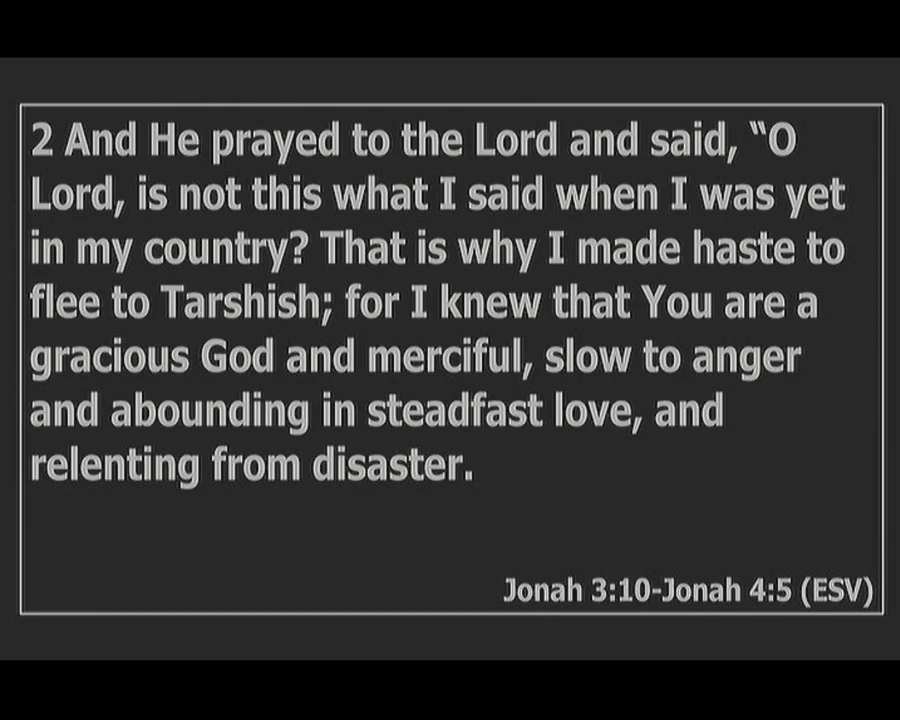 2 And He prayed to the Lord and said, “O
Lord, is not this what I said when I was yet
in my country? That is why I made haste to
flee to Tarshish; for I knew that You are a
gracious God and merciful, slow to anger
and abounding in steadfast love, and
relenting from disaster.
Jonah 3:10-Jonah 4:5 (ESV)